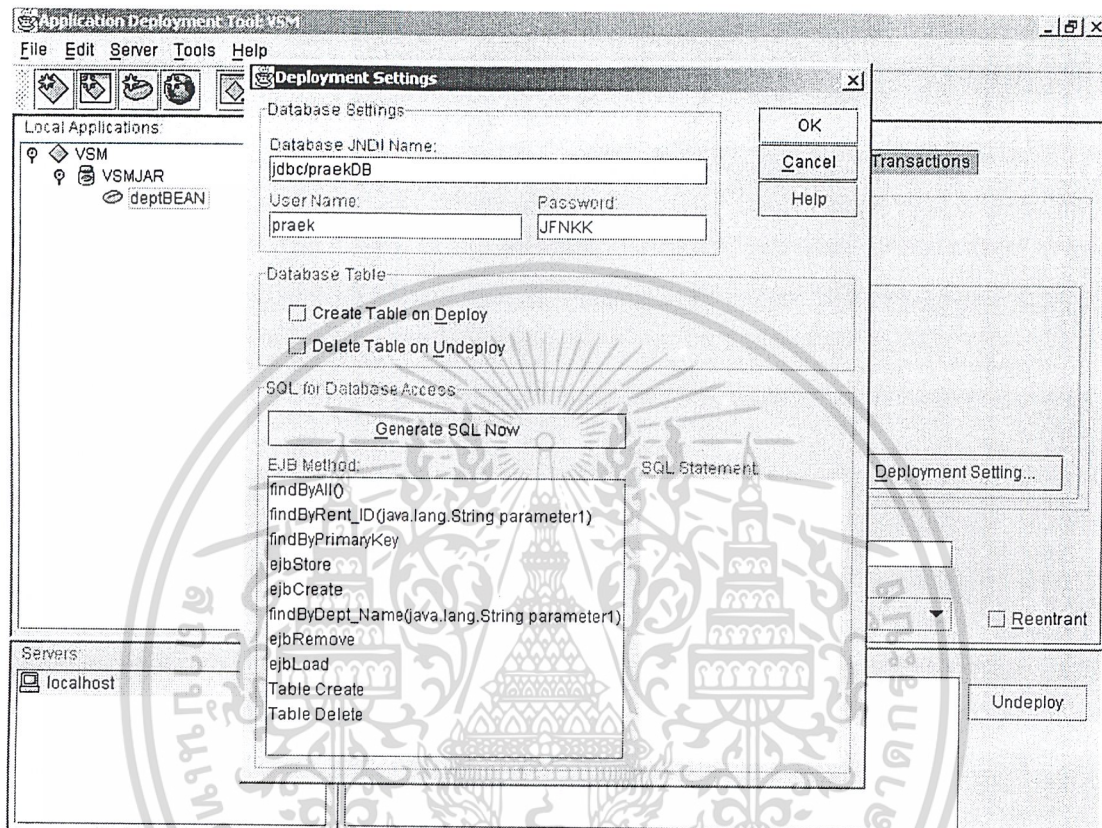 Application Deployment Tool: VSM
File Edit Server Tools Help
Deployment Settings
Local Applications:
VSM
VSMJAR
deptBEAN
Database Settings
Database JNDI Name:
jdbc/praekDB
User Name: Password:
praek JFNKK
OK
Cancel
Help
Transactions
Database Table
Create Table on Deploy
Delete Table on Undeploy
SQL for Database Access
Generate SQL Now
EJB Method: SQL Statement:
findByAll()
findByRent_ID(java.lang.String parameter1)
findByPrimaryKey
ejbStore
ejbCreate
findByDept_Name(java.lang.String parameter1)
ejbRemove
ejbLoad
Table Create
Table Delete
Deployment Setting...
Reentrant
Servers:
localhost
Undeploy